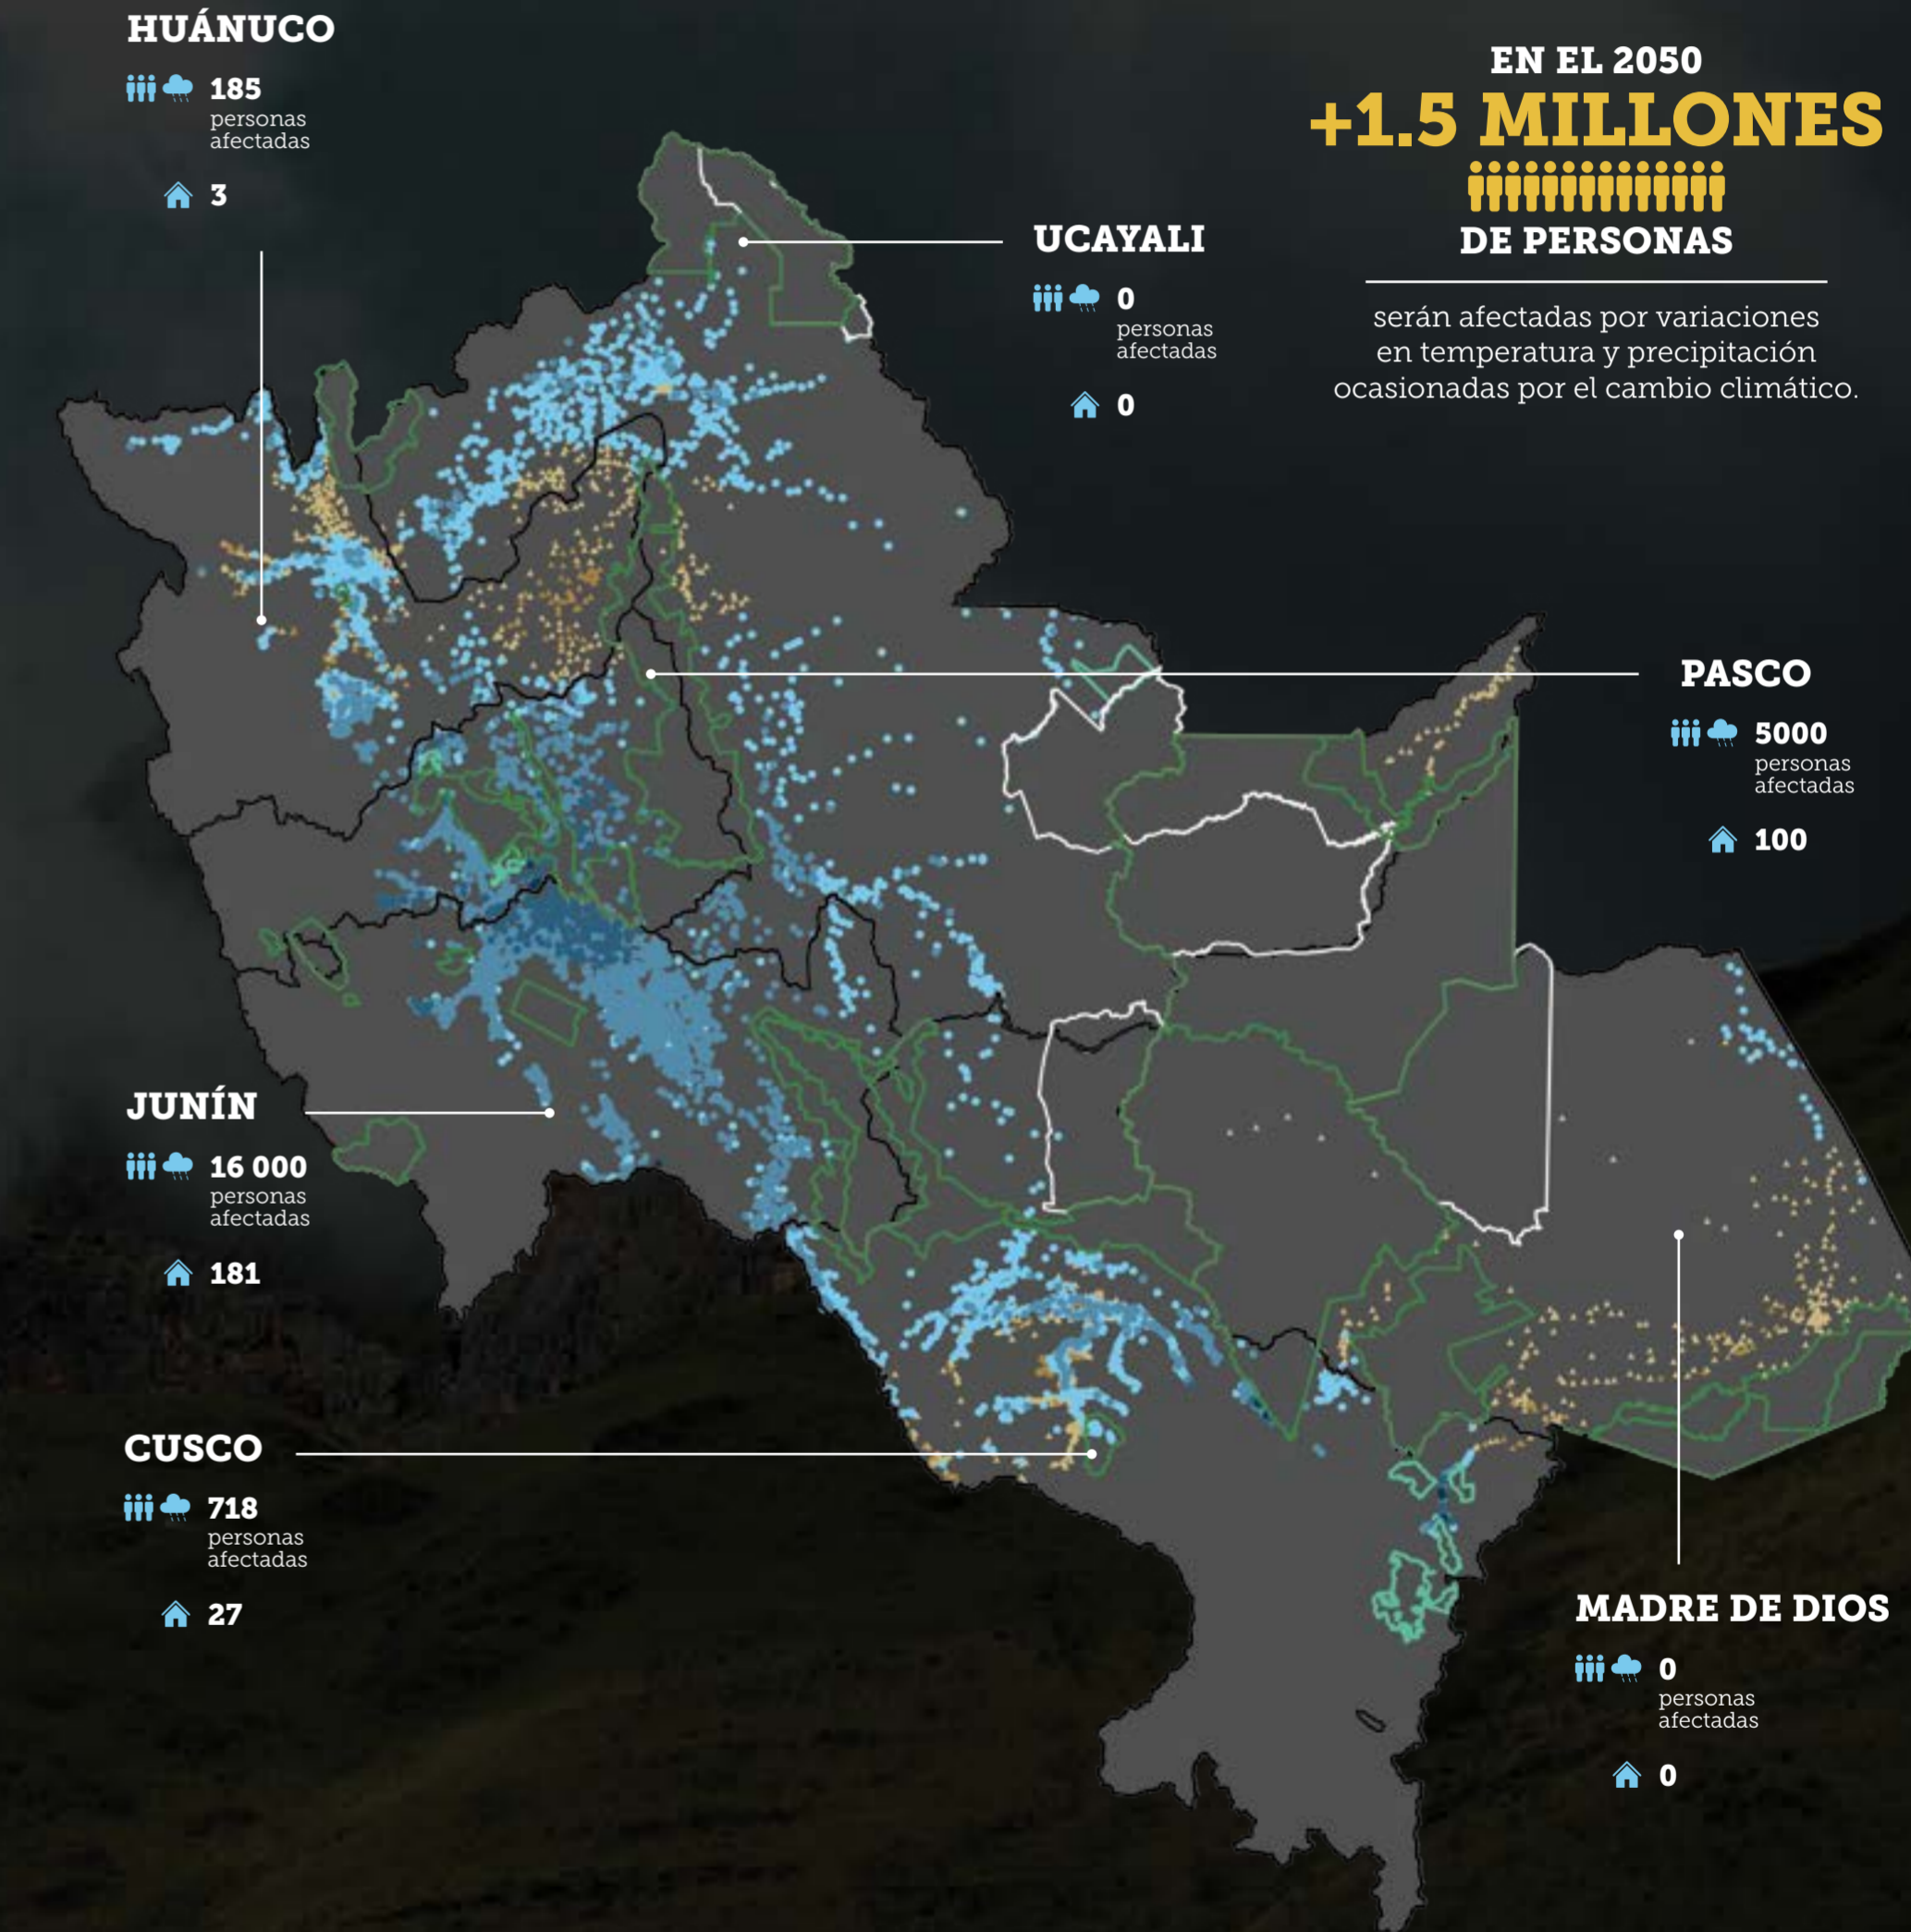 HUÁNUCO
185
personas
afectadas
3
EN EL 2050
+1.5 MILLONES
DE PERSONAS
serán afectadas por variaciones
en temperatura y precipitación
ocasionadas por el cambio climático.
UCAYALI
0
personas
afectadas
0
PASCO
5000
personas
afectadas
100
JUNÍN
16 000
personas
afectadas
181
CUSCO
718
personas
afectadas
27
MADRE DE DIOS
0
personas
afectadas
0